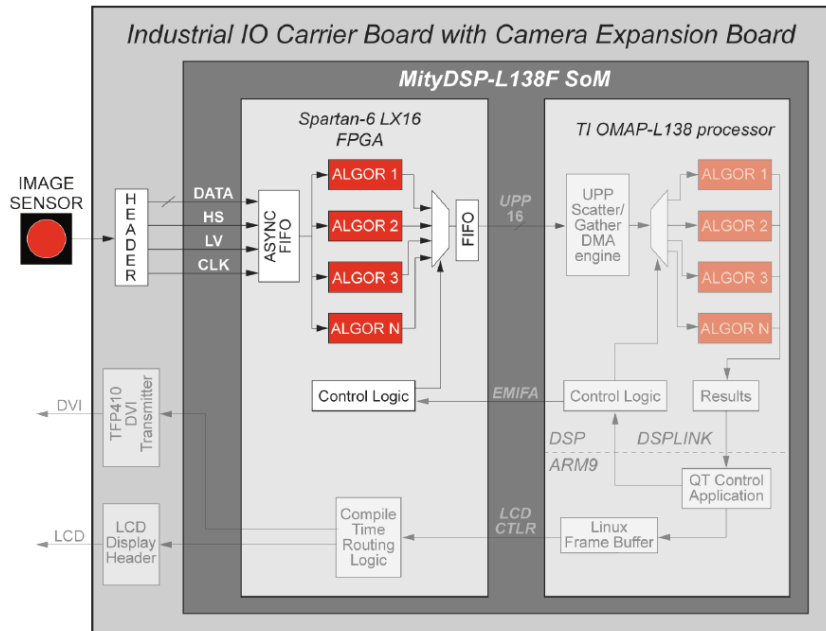 Industrial IO Carrier Board with Camera Expansion Board
MityDSP-L138F SoM
Spartan-6 LX16
FPGA
TI OMAP-L138 processor
IMAGE
SENSOR
HEADER
DATA
HS
LV
CLK
ASYNC
FIFO
ALGOR 1
ALGOR 2
ALGOR 3
ALGOR N
FIFO
UPP
16
UPP
Scatter/
Gather
DMA
engine
ALGOR 1
ALGOR 2
ALGOR 3
ALGOR N
Control Logic
EMIFA
Control Logic
Results
DSP
DSPLINK
ARM9
QT Control
Application
DVI
TFP410
DVI
Transmitter
LCD
LCD
Display
Header
Compile
Time
Routing
Logic
LCD
CTLR
Linux
Frame Buffer